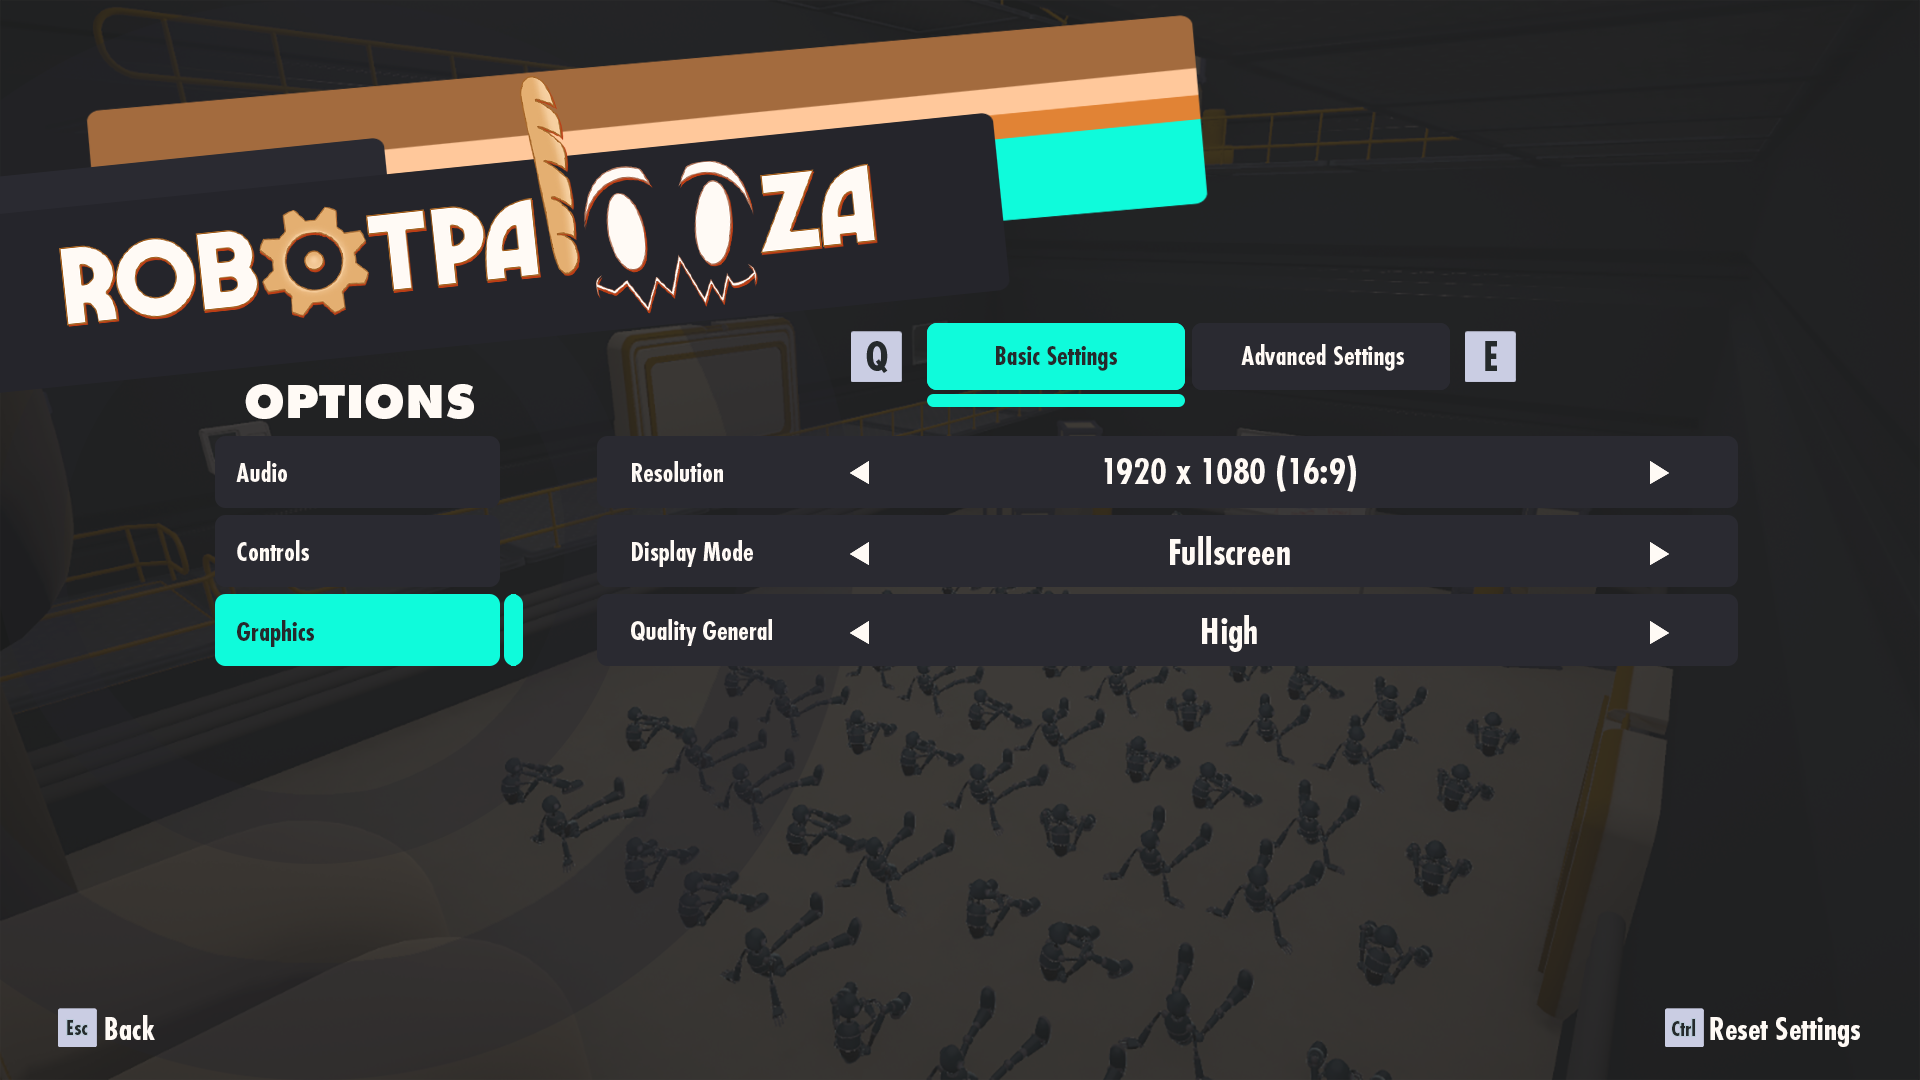 ROBOTPALOOZA
Q
Basic Settings
Advanced Settings
E
OPTIONS
Audio
Controls
Graphics
Resolution
1920 x 1080 (16:9)
Display Mode
Fullscreen
Quality General
High
Esc Back
Ctrl Reset Settings